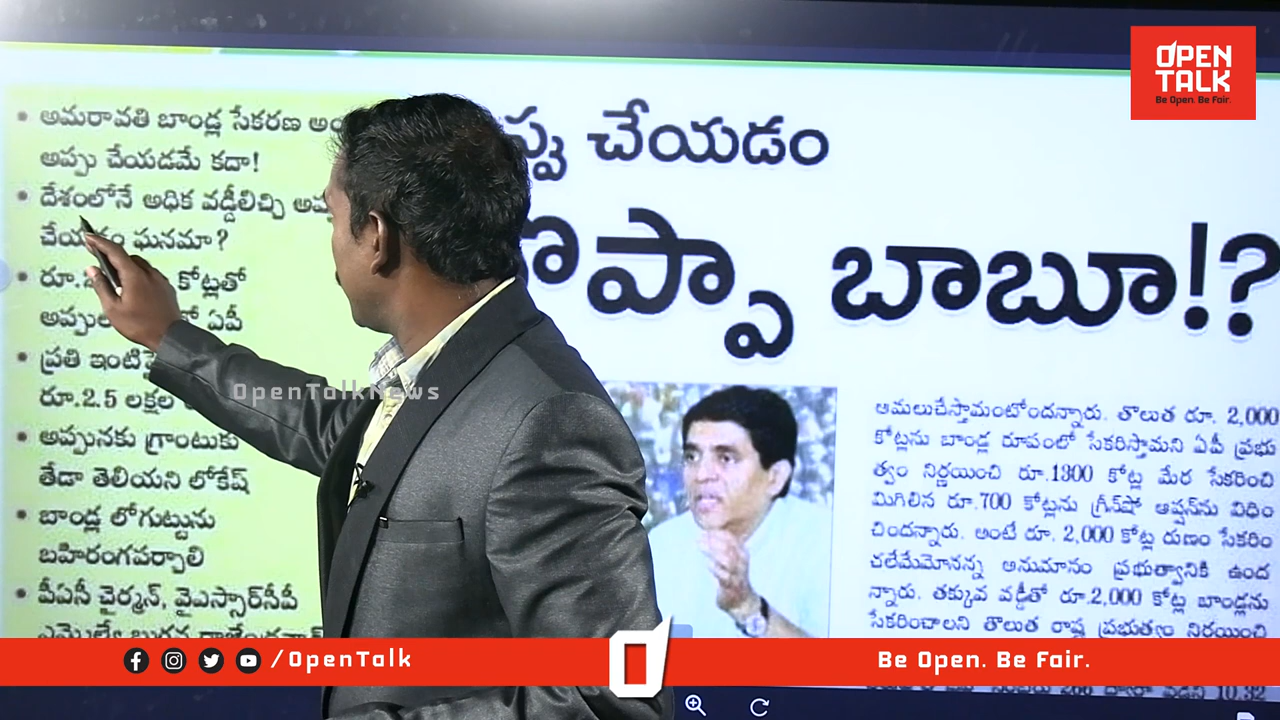 OPEN
TALK
Be Open. Be Fair.
అమరావతి బాండ్ల సేకరణ
అప్పు చేయడమే కదా!
దేశంలోనే అధిక వడ్డీలిచ్చి
ఘనమా?
కోట్లతో
ఏపీ
ప్రతి
రూ.2.5 లక్షల
అప్పునకు గ్రాంటుకు
తేడా తెలియని లోకేష్
బాండ్ల లోగుట్టును
బహిరంగపర్చాలి
పీఏసీ చైర్మన్, వైఎస్సార్‌సీపీ
చేయడం
బాబూ!?
అమలుచేస్తామంటోందన్నారు. తొలుత రూ. 2,000
కోట్లను బాండ్ల రూపంలో సేకరిస్తామని ఏపీ ప్రభు
త్వం నిర్ణయించి రూ.1300 కోట్ల మేర సేకరించి
మిగిలిన రూ.700 కోట్లను గ్రీన్‌షో ఆప్షన్‌ను విధిం
చిందన్నారు. అంటే రూ. 2,000 కోట్ల రుణం సేకరిం
చలేమేమోనన్న అనుమానం ప్రభుత్వానికి ఉంద
న్నారు. తక్కువ వడ్డీతో రూ.2,000 కోట్ల బాండ్లను
సేకరించాలని తొలుత రాష్ట్ర ప్రభుత్వం నిర్ణయించి
10.32
OpenTalkNews
/OpenTalk
Be Open. Be Fair.